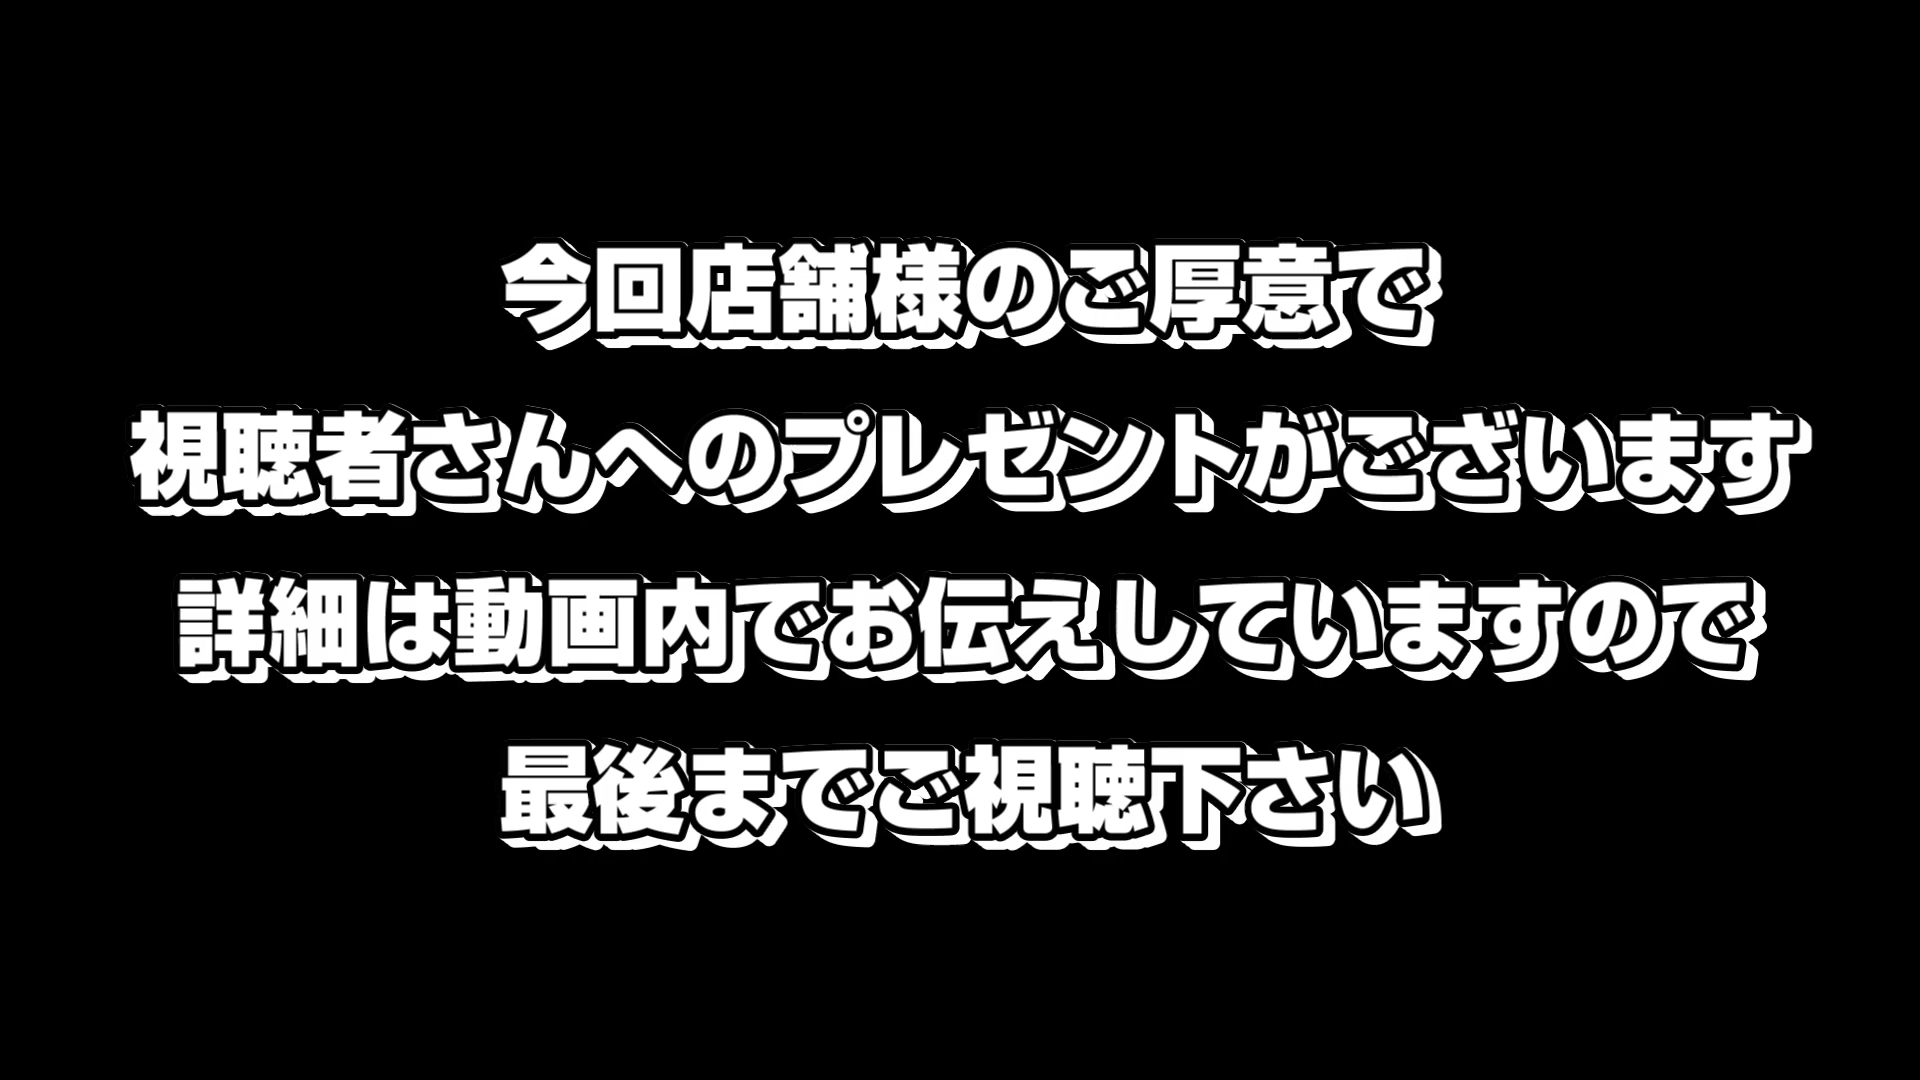 今回店舗様のご厚意で
視聴者さんへのプレゼントがございます
詳細は動画内でお伝えしていますので
最後までご視聴下さい